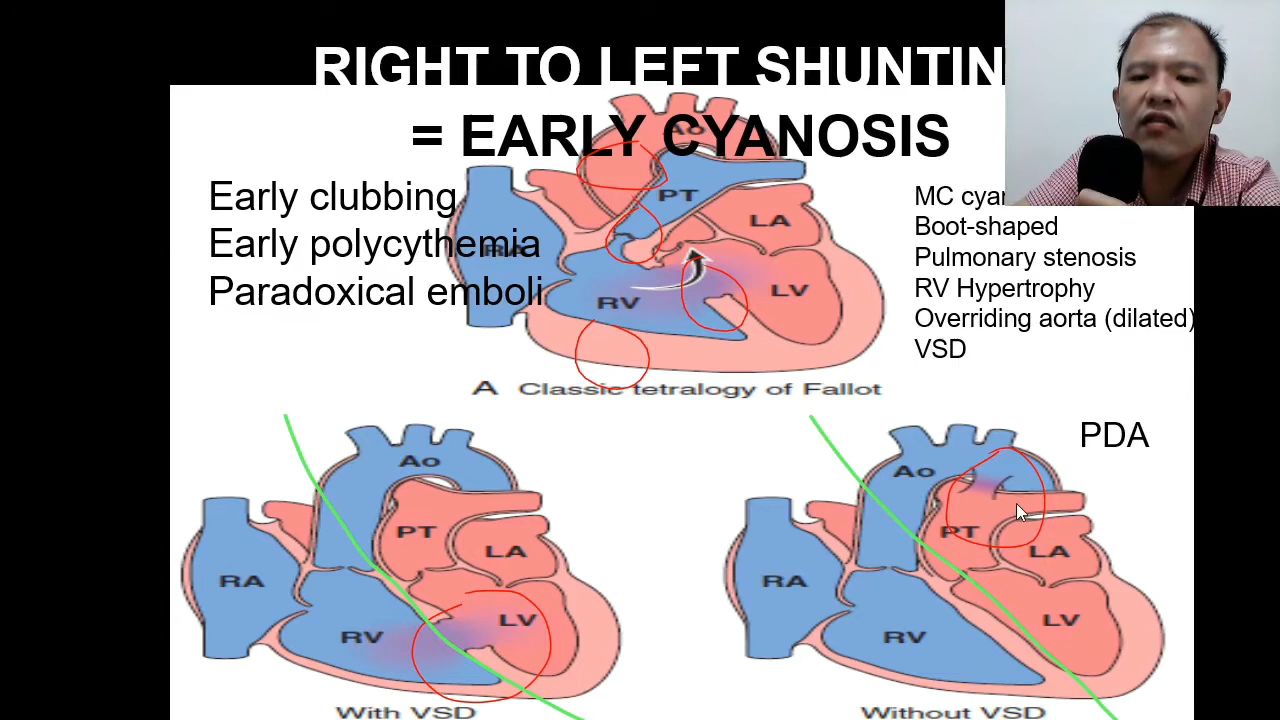 RIGHT TO LEFT SHUNTIN
= EARLY CYANOSIS
Early clubbing
Early polycythemia
Paradoxical emboli
Ao
PT
LA
RA
RV
LV
MC
Boot-shaped
Pulmonary stenosis
RV Hypertrophy
Overriding aorta (dilated)
VSD
A Classic tetralogy of Fallot
PDA
Ao
PT
LA
RA
RV
LV
With VSD
Ao
PT
LA
RA
RV
LV
Without VSD